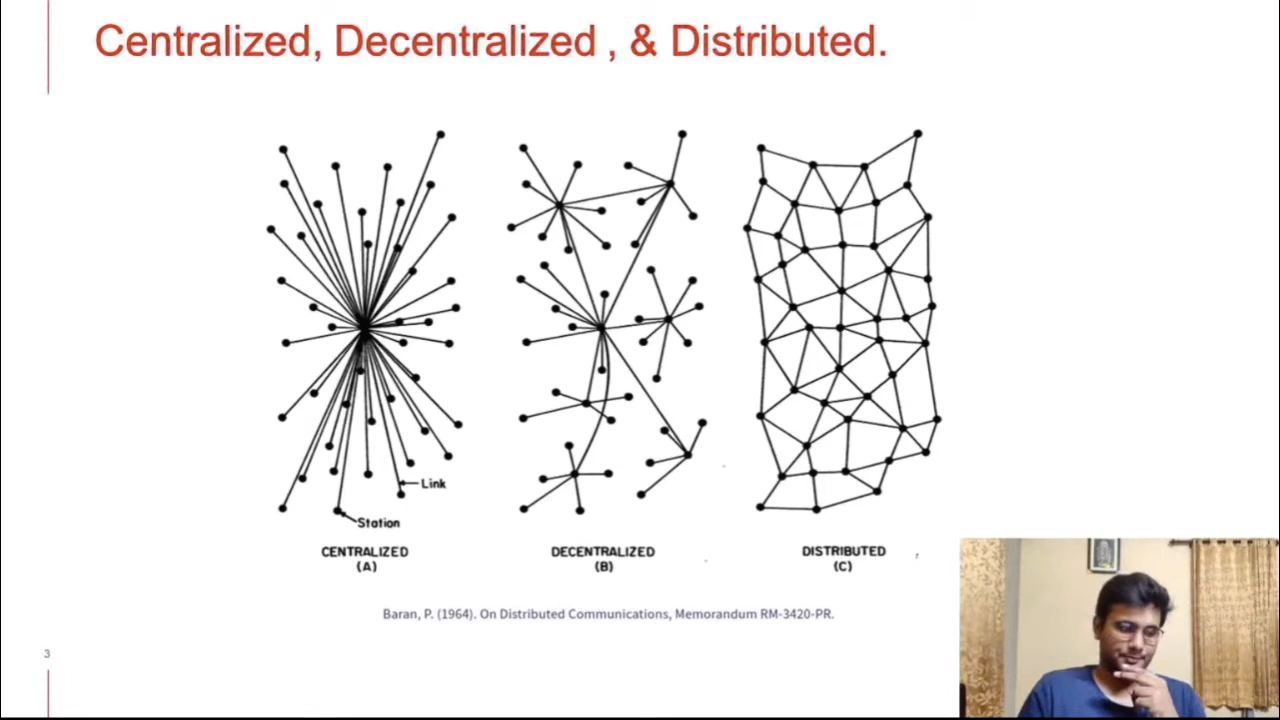 Centralized, Decentralized , & Distributed.
Link
Station
CENTRALIZED
(A)
DECENTRALIZED
(B)
DISTRIBUTED
(C)
Baran, P. (1964). On Distributed Communications, Memorandum RM-3420-PR.
3